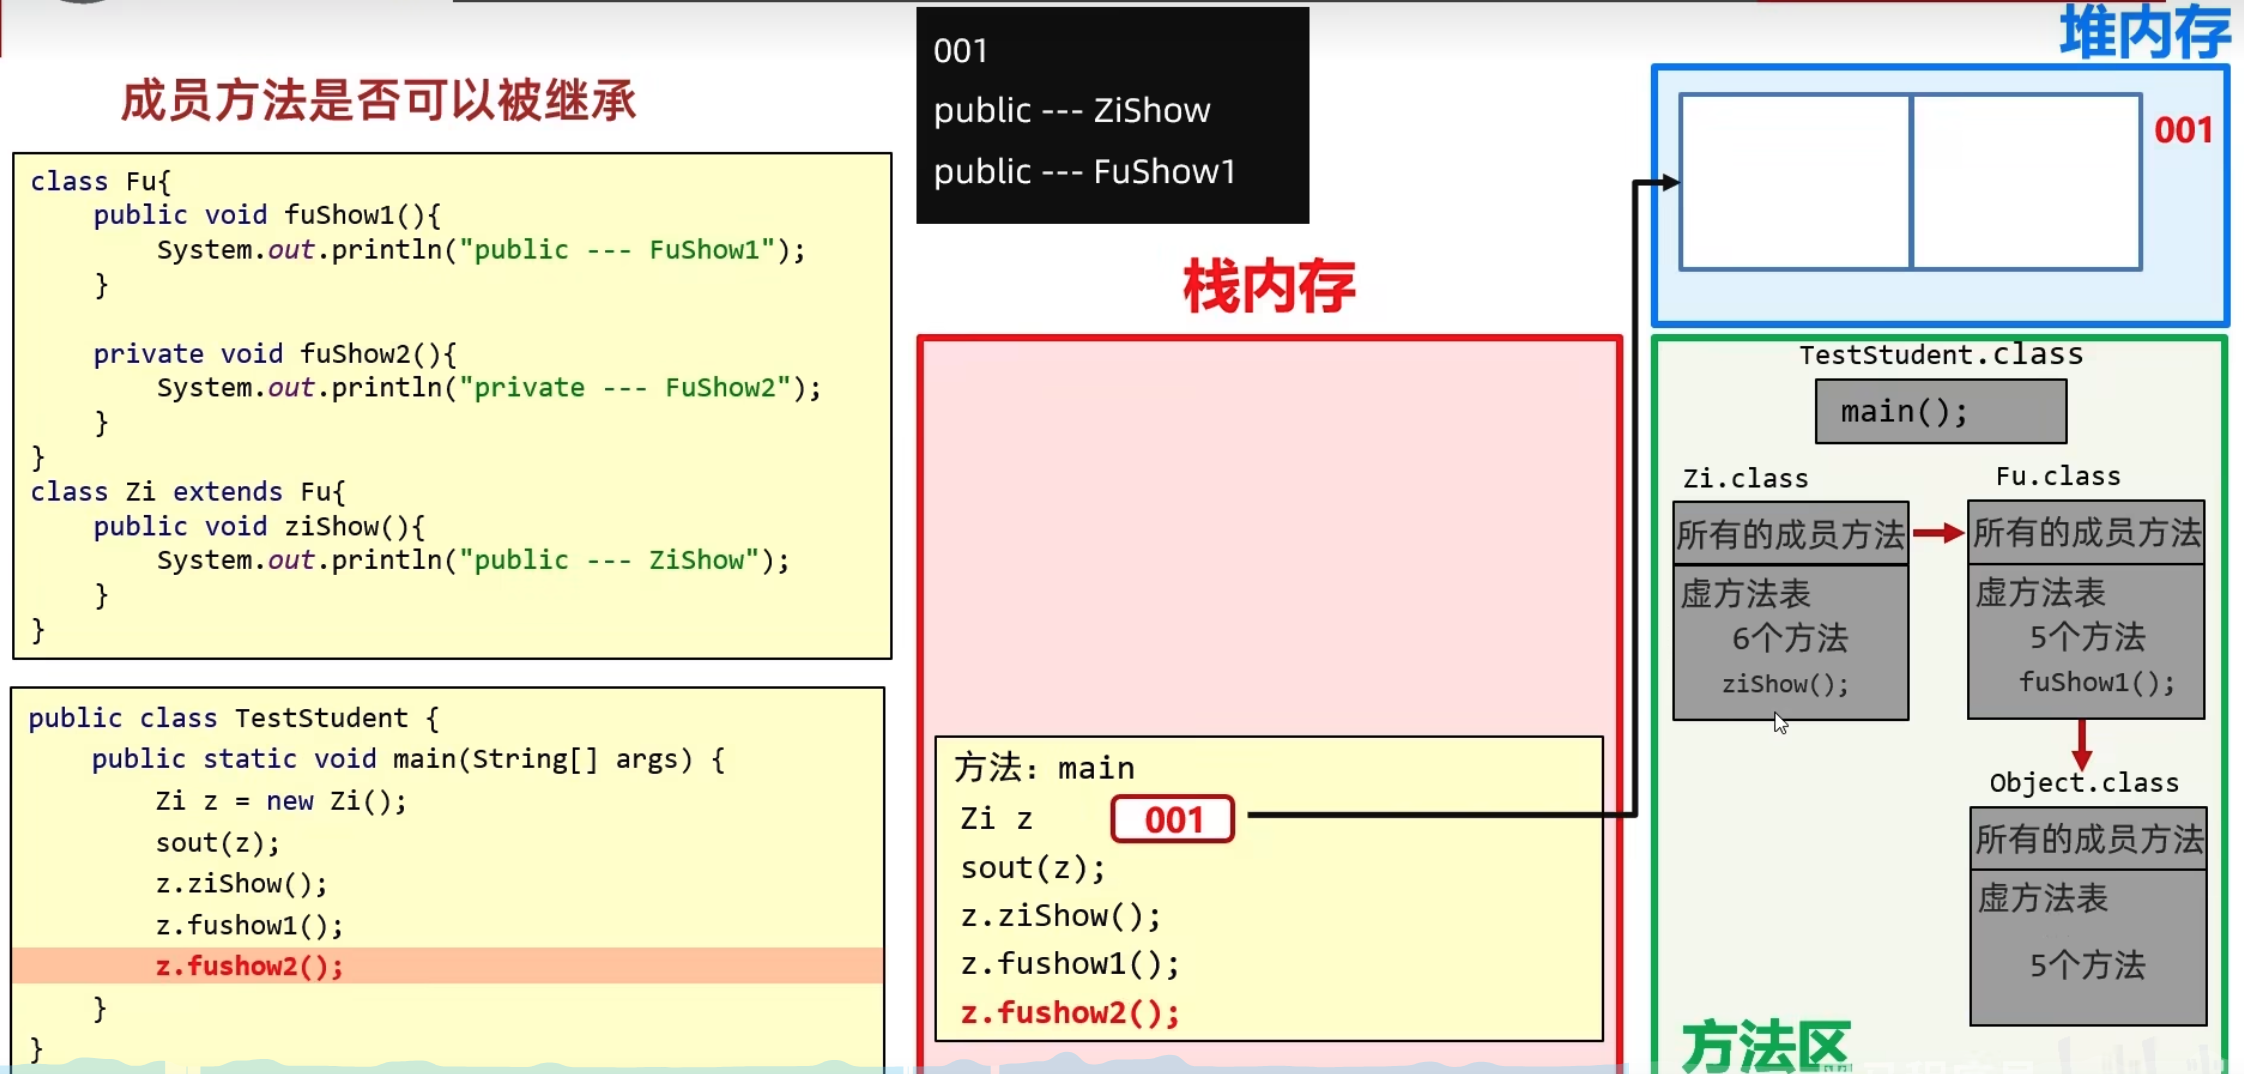 成员方法是否可以被继承
class Fu{
    public void fuShow1(){
        System.out.println("public --- FuShow1");
    }
    private void fuShow2(){
        System.out.println("private --- FuShow2");
    }
}
class Zi extends Fu{
    public void ziShow(){
        System.out.println("public --- ZiShow");
    }
}
public class TestStudent {
    public static void main(String[] args) {
        Zi z = new Zi();
        sout(z);
        z.ziShow();
        z.fushow1();
        z.fushow2();
    }
}
001
public --- ZiShow
public --- FuShow1
栈内存
方法：main
Zi z 001
sout(z);
z.ziShow();
z.fushow1();
z.fushow2();
堆内存
001
TestStudent.class
main();
Zi.class
所有的成员方法
虚方法表
6个方法
ziShow();
Fu.class
所有的成员方法
虚方法表
5个方法
fuShow1();
Object.class
所有的成员方法
虚方法表
5个方法
方法区